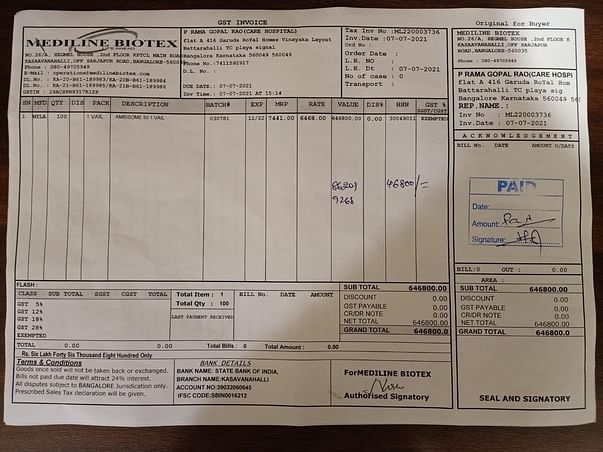 GST INVOICE
Original for Buyer
MEDILINE BIOTEX
NO.26/A, SEGMEL HOUSE ,2nd FLOOR KPTCL MAIN ROAD
KASAAVANAHALLI,OFF SARJAPUR ROAD, BANGALORE-560035
Phone : 080-49705949
E-Mail : operations@medilinebiotex.com
DL.No. : KA-20-B61-189983/KA-20B-B61-189986
DL.No. : KA-21-B61-189984/KA-21B-B61-189986
P RAMA GOPAL RAO(CARE HOSPITAL)
flat A 416 Garuda RoYal Homes Vinayaka Layout
Battarahalli TC playa signal
Bangalore Karnataka 560049 560049
Phone : 7411592917
D.L. No. :
DUE DATE : 07-07-2021
Inv Time : 07-07-2021 AT 15:14
Tax Inv No :ML220003736
Inv Date : 07-07-2021
Ord No :
Order Date :
L.R. NO :
L.R. Dt : 07-07-2021
No of case : 0
Transport :
MEDILINE BIOTEX
NO.26/A, SEGMEL HOUSE ,2nd FLOOR K
KASAAVANAHALLI,OFF SARJAPUR
ROAD,BANGALORE-560035
Phone : 080-49705949
P RAMA GOPAL RAO(CARE HOSPI
flat A 416 Garuda RoYal Hom
Battarahalli TC playa sig
Bangalore Karnataka 560049 56
REP.NAME.:
Inv No : ML220003736
Inv Date : 07-07-2021
SN MFD QTY DIS PACK DESCRIPTION BATCH# EXP MRP RATE VALUE DIS% HSN GST %
SGST/CGST
1 MYLA 100 1 VAIL AMBISOME 50 1 VAIL 030781 11/22 7441.00 6468.00 646800.00 0.00 30049011 EXEMPTED
46800/=
9268
ACKNOWLEDGEMENT
BILL NO. DATE AMOUNT O/DAYS
PAID
Date:
Amount: Paid
Signature:
BILL:0 OUT : 0.00
AREA :
FLASH :
CLASS SUB TOTAL SGST CGST TOTAL
GST 5%
GST 12%
GST 18%
GST 28%
EXEMPTED
TOTAL 0.00 0.00
Total Item : 1
Total Qty : 100
LAST PAYMENT RECEIVED
BILL No. DATE AMOUNT
Total Bills : 0 Total Amount : 0.00
SUB TOTAL 646800.00
DISCOUNT 0.00
GST PAYABLE 0.00
CR/DR NOTE 0.00
NET TOTAL 646800.00
GRAND TOTAL 646800.00
SUB TOTAL 646800.00
DISCOUNT 0.00
GST PAYABLE 0.00
CR/DR NOTE 0.00
NET TOTAL 646800.00
GRAND TOTAL 646800.0
Rs. Six Lakh Forty Six Thousand Eight Hundred Only
Terms & Conditions
Goods once sold will not be taken back or exchanged.
Bills not paid due date will attract 24% interest.
All disputes subject to BANGALORE Jurisdication only.
Prescribed Sales Tax declaration will be given.
BANK DETAILS
BANK NAME: STATE BANK OF INDIA,
BRANCH NAME:KASAVANAHALLI
ACCOUNT NO:39032000945
IFSC CODE:SBIN0016212
ForMEDILINE BIOTEX
Authorised Signatory
SEAL AND SIGNATORY